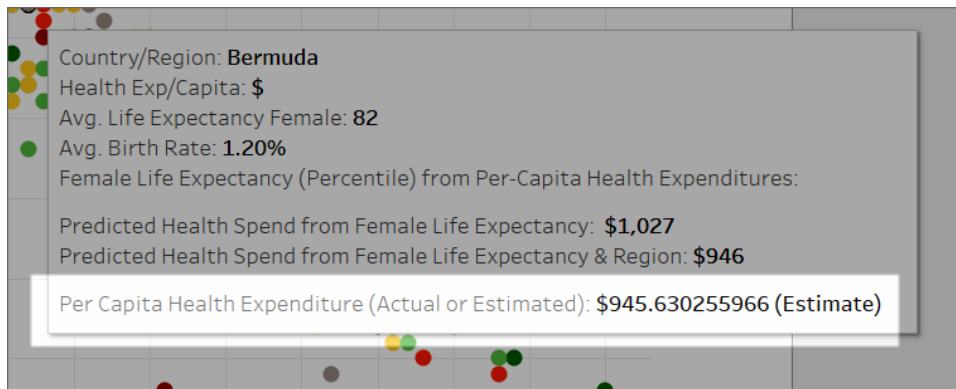 Country/Region: Bermuda
Health Exp/Capita: $
Avg. Life Expectancy Female: 82
Avg. Birth Rate: 1.20%
Female Life Expectancy (Percentile) from Per-Capita Health Expenditures:
Predicted Health Spend from Female Life Expectancy: $1,027
Predicted Health Spend from Female Life Expectancy & Region: $946
Per Capita Health Expenditure (Actual or Estimated): $945.630255966 (Estimate)